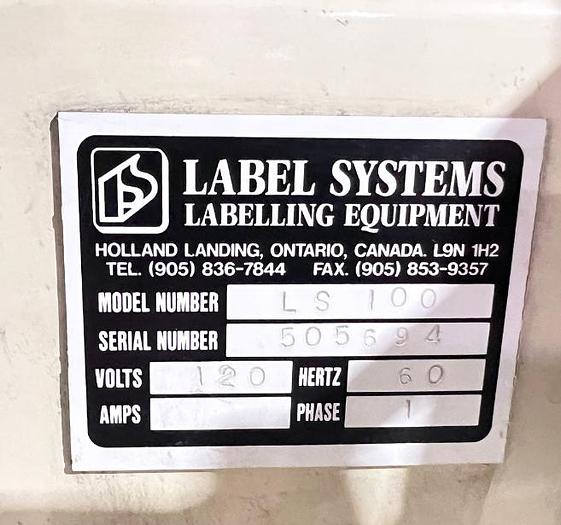 LABEL SYSTEMS
LABELLING EQUIPMENT
HOLLAND LANDING, ONTARIO, CANADA. L9N 1H2
TEL. (905) 836-7844 FAX. (905) 853-9357
MODEL NUMBER LS 100
SERIAL NUMBER 505694
VOLTS 120 HERTZ 60
AMPS PHASE 1